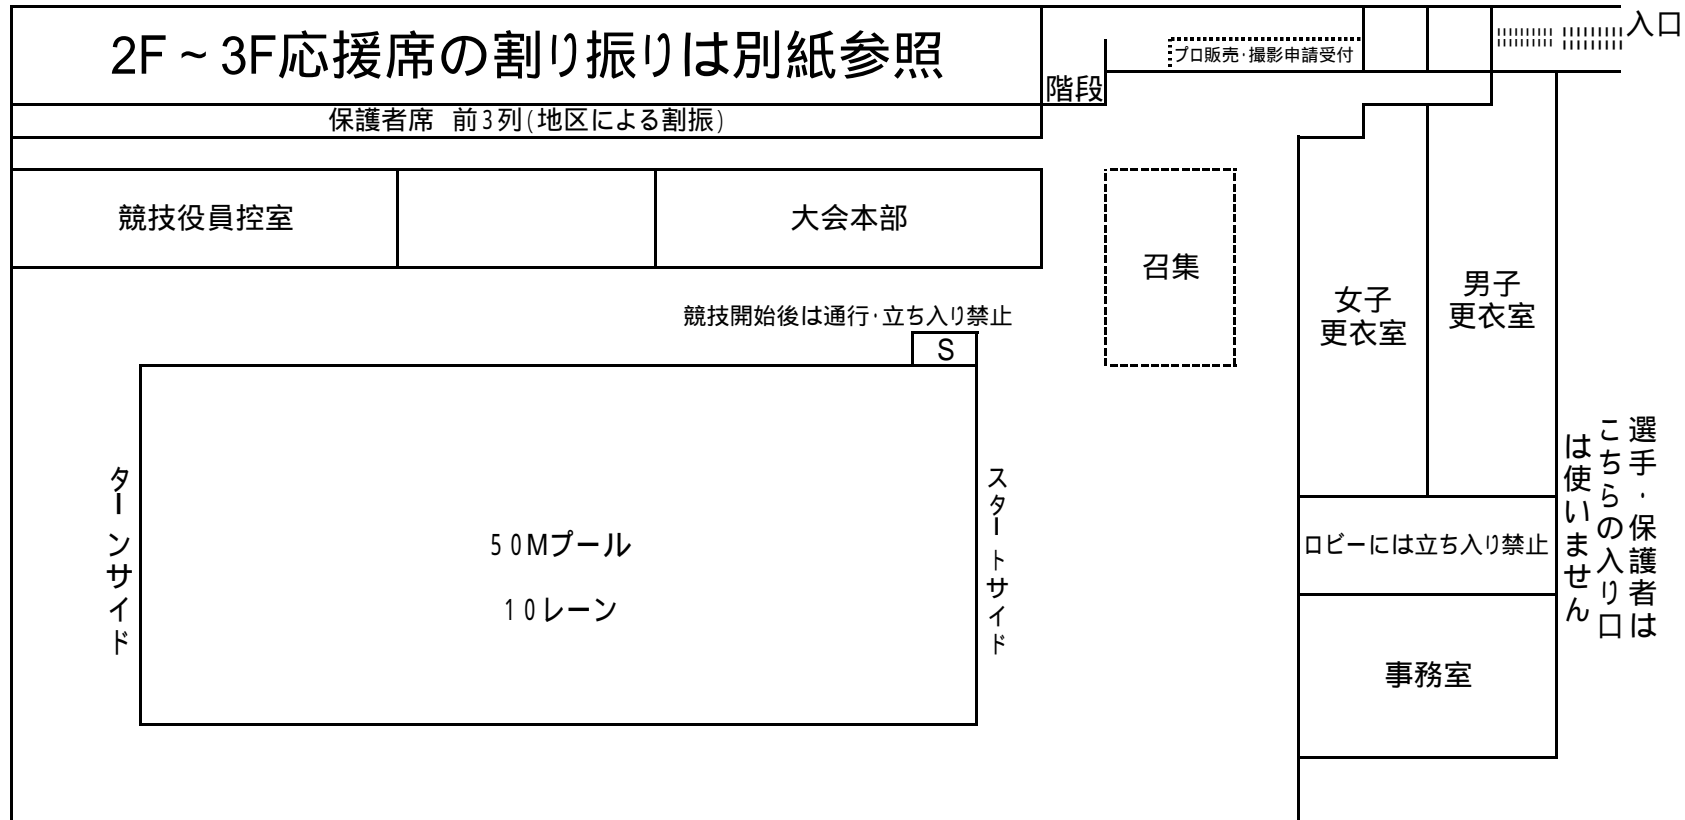 2F～3F応援席の割り振りは別紙参照
入口
プロ販売・撮影申請受付
階段
保護者席 前3列(地区による割振)
競技役員控室
大会本部
召集
女子
更衣室
男子
更衣室
競技開始後は通行・立ち入り禁止
S
ターンサイド
50Mプール
10レーン
スタートサイド
ロビーには立ち入り禁止
事務室
選手・保護者は
こちらの入り口
は使いません